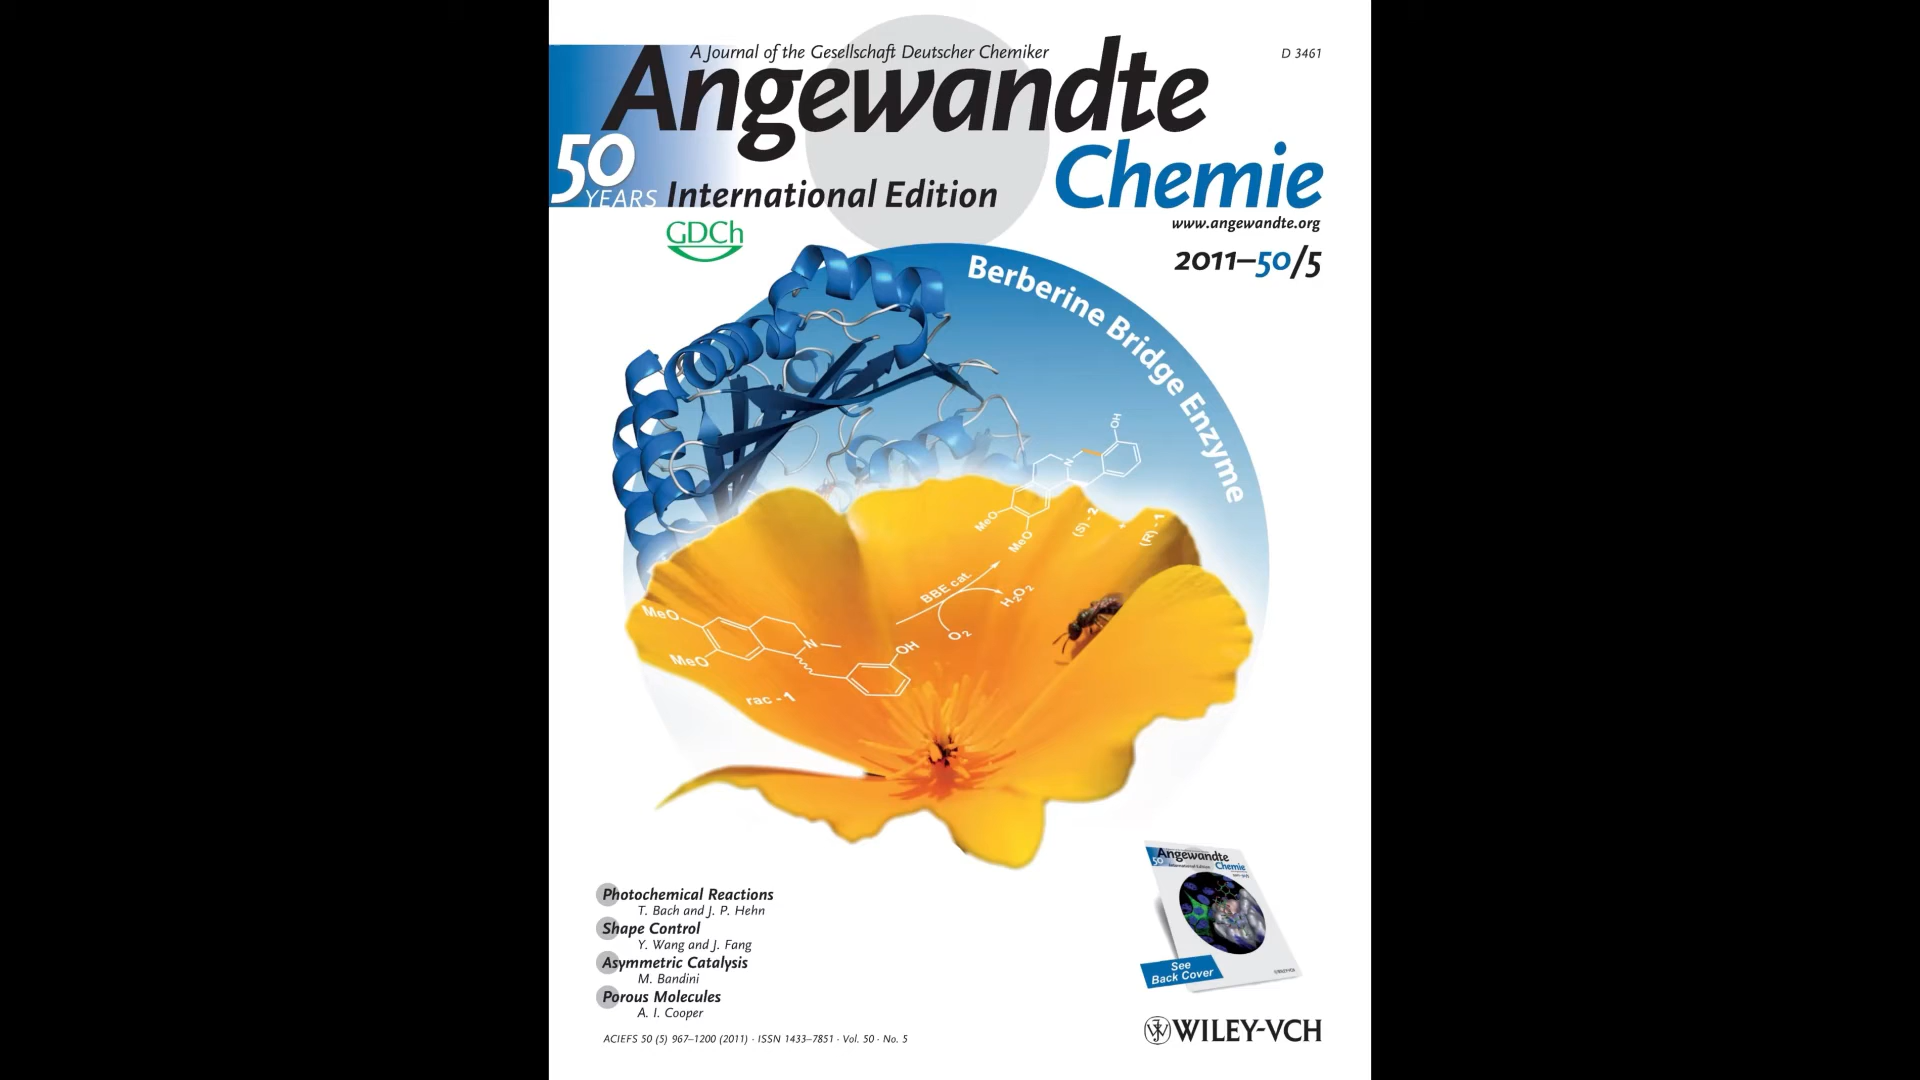 A Journal of the Gesellschaft Deutscher Chemiker
D 3461
Angewandte
Chemie
50
YEARS
International Edition
GDCh
www.angewandte.org
2011–50/5
Berberine Bridge Enzyme
OH
N
MeO
MeO
(S) - 2
+
(R) - 1
BBE cat.
H2O2
O2
MeO
MeO
N
OH
rac - 1
Photochemical Reactions
T. Bach and J. P. Hehn
Shape Control
Y. Wang and J. Fang
Asymmetric Catalysis
M. Bandini
Porous Molecules
A. I. Cooper
Angewandte
Chemie
50
See
Back Cover
ACIEFS 50 (5) 967–1200 (2011) · ISSN 1433–7851 · Vol. 50 · No. 5
WILEY-VCH